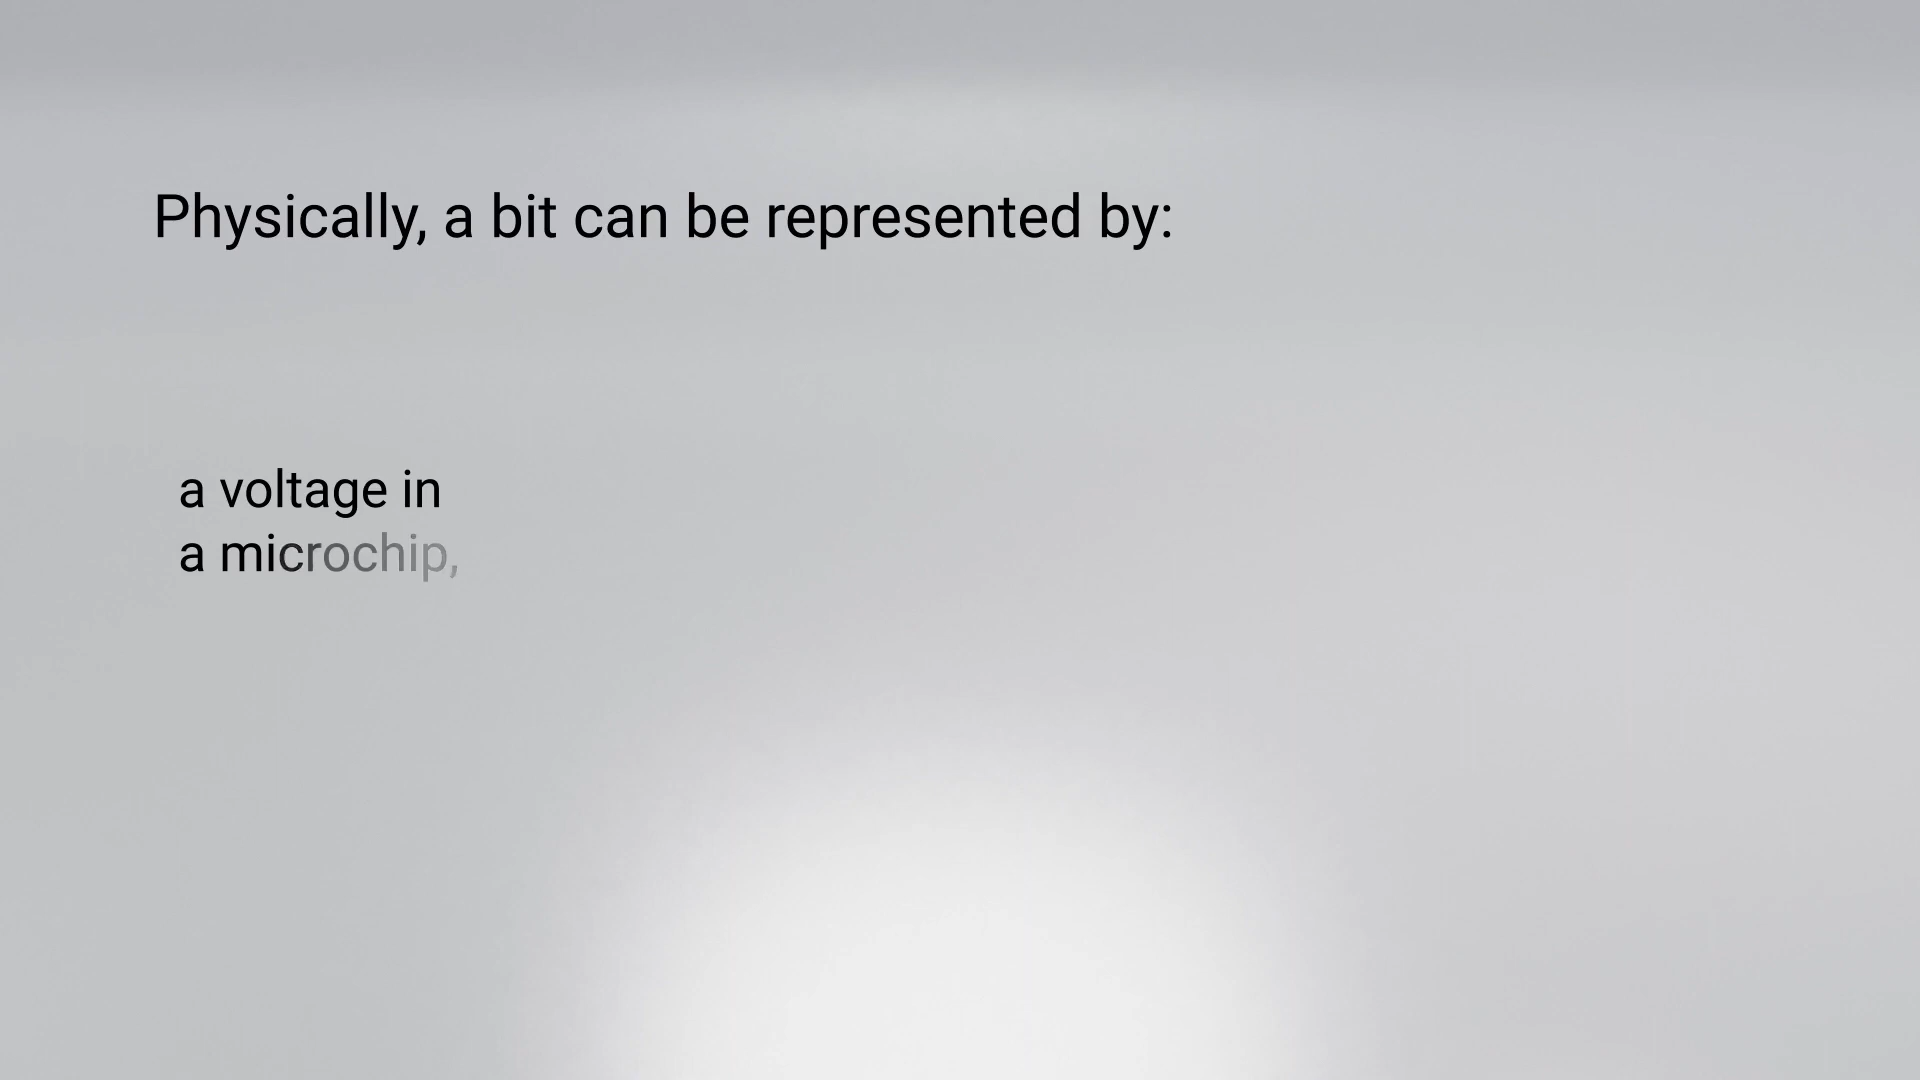 Physically, a bit can be represented by:
a voltage in
a microchip,